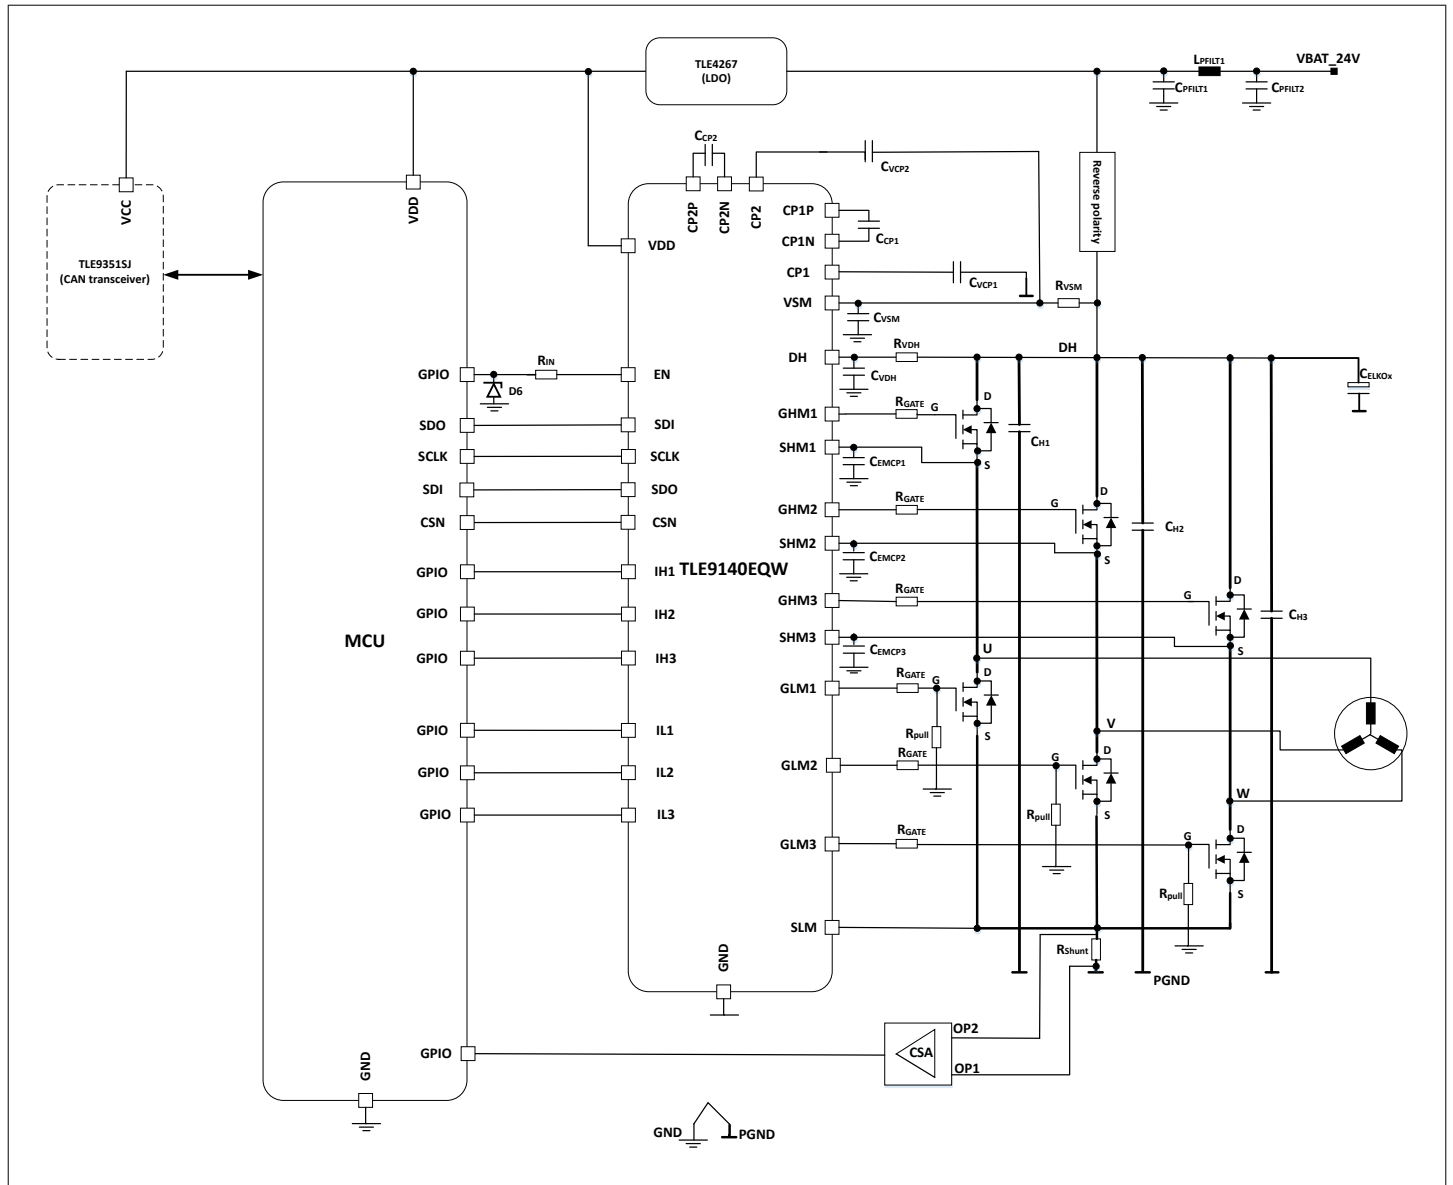 TLE4267
(LDO)
LPFILT1
VBAT_24V
CPFILT1
CPFILT2
CCP2
CVCP2
Reverse polarity
VCC
VDD
CP2P
CP2N
CP2
CP1P
CCP1
CP1N
VDD
TLE9351SJ
(CAN transceiver)
CP1
CVCP1
RVSM
VSM
CVSM
RVDH
DH
DH
CVDH
GPIO
RIN
EN
D6
CELKOx
RGATE
G
D
GHM1
SDO
SDI
CH1
SHM1
SCLK
SCLK
CEMCP1
S
SDI
SDO
RGATE
D
GHM2
G
CSN
CSN
CH2
SHM2
CEMCP2
S
GPIO
IH1
TLE9140EQW
RGATE
D
GHM3
G
GPIO
IH2
CH3
MCU
SHM3
CEMCP3
U
S
GPIO
IH3
RGATE
G
D
GLM1
V
GPIO
IL1
Rpull
S
RGATE
G
D
GLM2
GPIO
IL2
W
GPIO
IL3
Rpull
S
RGATE
G
D
GLM3
Rpull
S
SLM
RShunt
GND
PGND
OP2
GPIO
CSA
OP1
GND
GND
PGND